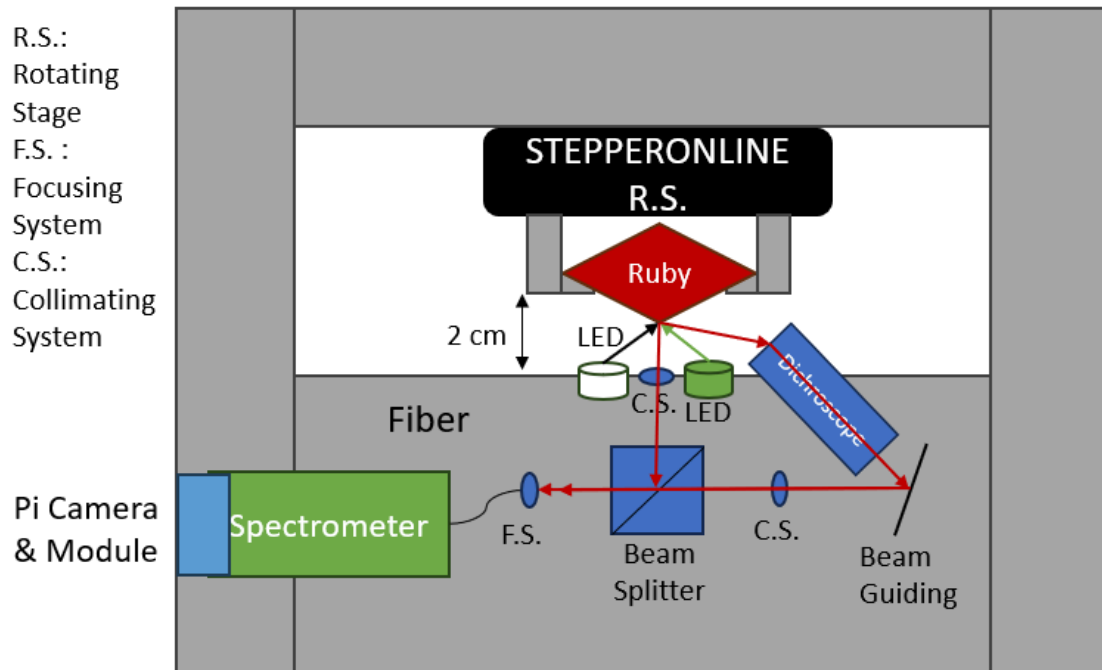 R.S.:
Rotating
Stage
F.S. :
Focusing
System
C.S.:
Collimating
System
STEPPERONLINE
R.S.
Ruby
2 cm
LED
C.S.
LED
Dichroscope
Fiber
Pi Camera
& Module
Spectrometer
F.S.
Beam
Splitter
C.S.
Beam
Guiding